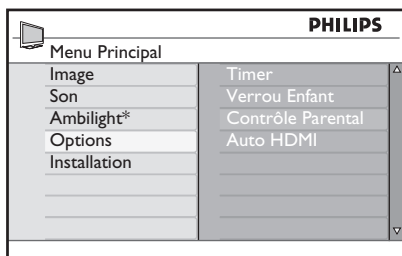 PHILIPS
Menu Principal
Image
Son
Ambilight*
Options
Installation
Timer
Verrou Enfant
Contrôle Parental
Auto HDMI